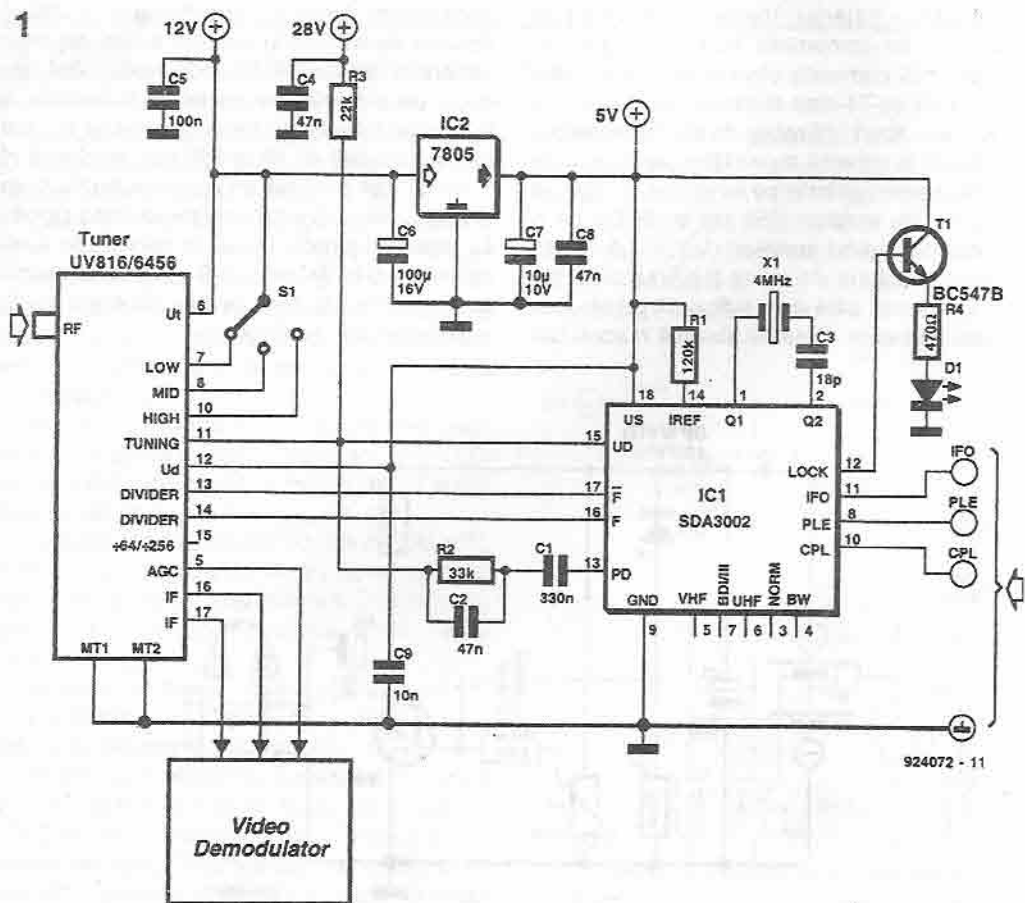 1
12V
28V
C5
100n
C4
47n
R3
22k
IC2
7805
5V
C6
100µ
16V
C7
10µ
10V
C8
47n
T1
BC547B
R4
470Ω
D1
X1
4MHz
C3
18p
R1
120k
Tuner
UV816/6456
RF
Ut 6
S1
LOW 7
MID 8
HIGH 10
TUNING 11
Ud 12
DIVIDER 13
DIVIDER 14
÷64/÷256 15
AGC 5
IF 16
IF 17
MT1 MT2
18 14 1 2
US IREF Q1 Q2
15 UD
17 F̅
16 F
13 PD
IC1
SDA3002
LOCK 12
IFO 11
PLE 8
CPL 10
GND VHF BDI/III UHF NORM BW
9 5 7 6 3 4
IFO
PLE
CPL
R2
33k
C1
330n
C2
47n
C9
10n
924072 - 11
Video
Demodulator